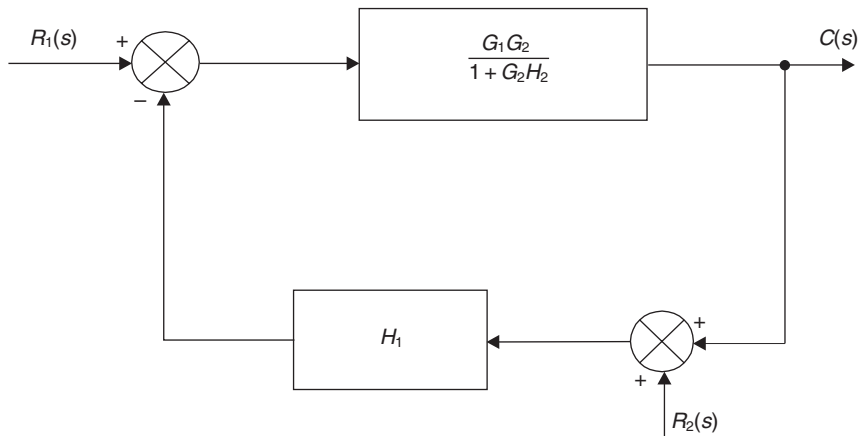 R₁(s)
+
−
G₁G₂
1 + G₂H₂
C(s)
H₁
+
+
R₂(s)